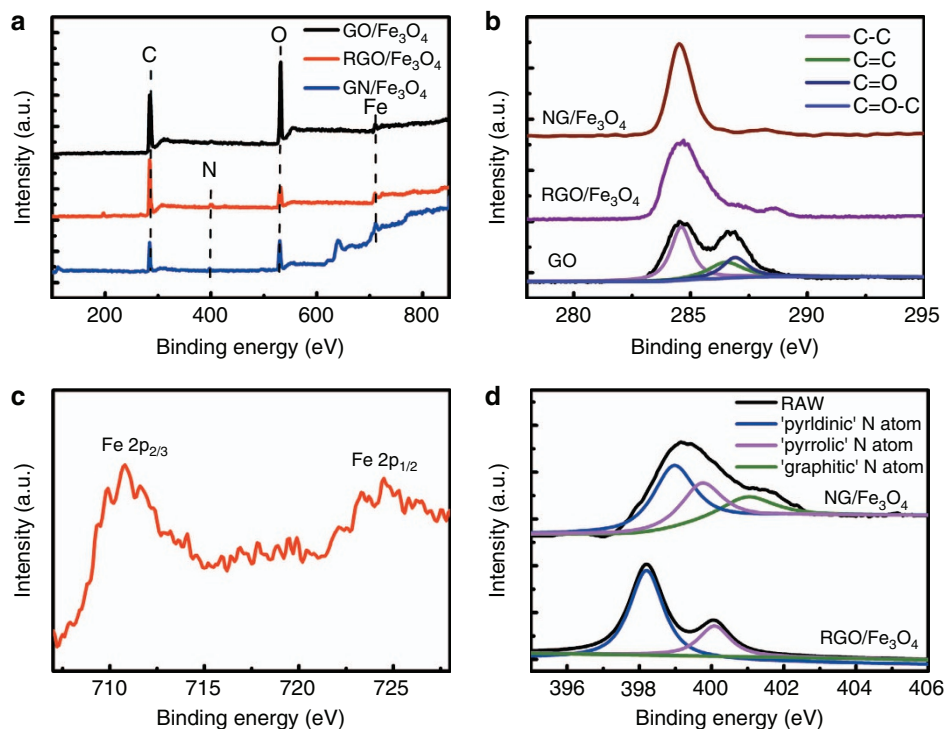 a
C
O
GO/Fe₃O₄
RGO/Fe₃O₄
GN/Fe₃O₄
Fe
N
Intensity (a.u.)
200 400 600 800
Binding energy (eV)
b
C-C
C=C
C=O
C=O-C
NG/Fe₃O₄
RGO/Fe₃O₄
GO
Intensity (a.u.)
280 285 290 295
Binding energy (eV)
c
Fe 2p₂/₃
Fe 2p₁/₂
Intensity (a.u.)
710 715 720 725
Binding energy (eV)
d
RAW
'pyrldinic' N atom
'pyrrolic' N atom
'graphitic' N atom
NG/Fe₃O₄
RGO/Fe₃O₄
Intensity (a.u.)
396 398 400 402 404 406
Binding energy (eV)